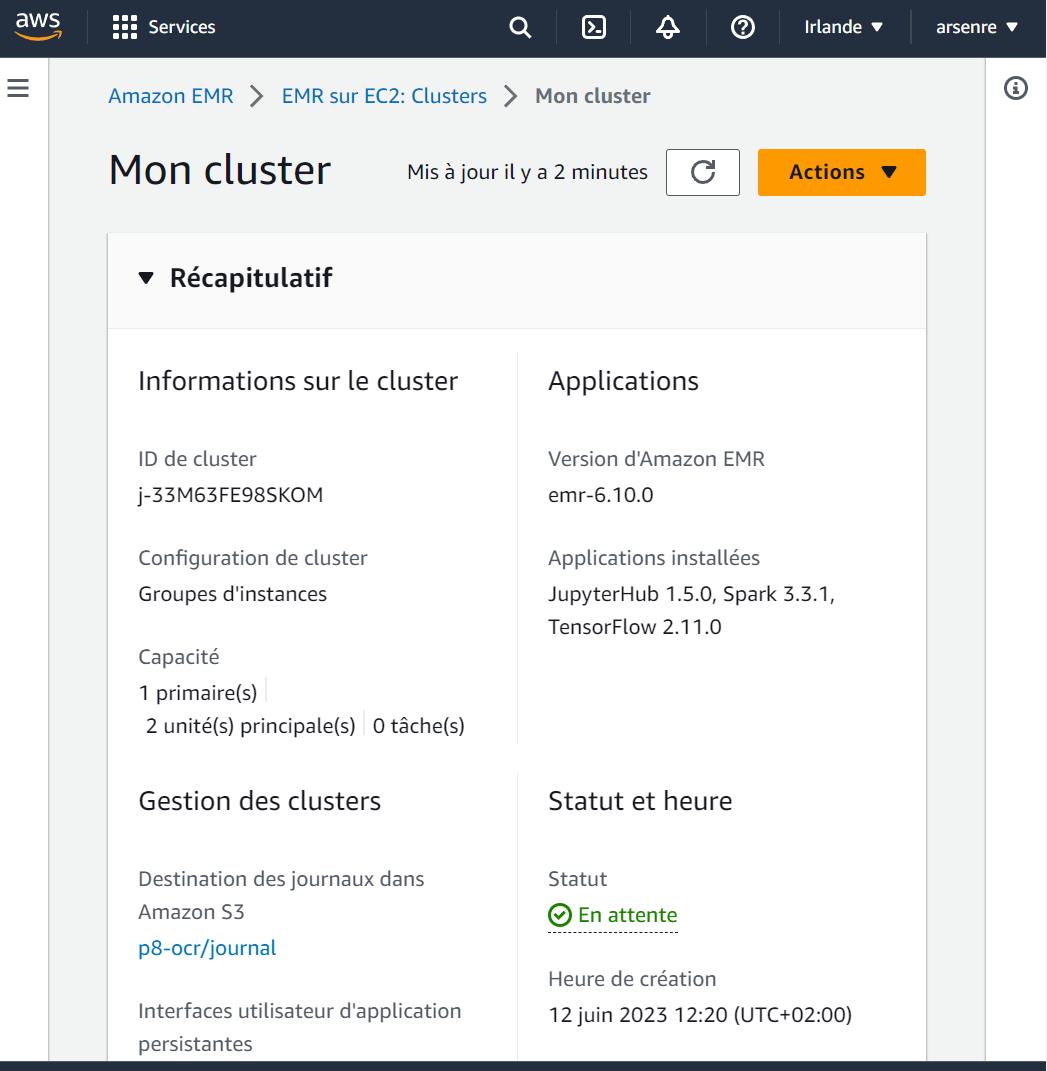 aws
Services
Irlande
arsenre
Amazon EMR
EMR sur EC2: Clusters
Mon cluster
Mon cluster
Mis à jour il y a 2 minutes
Actions
Récapitulatif
Informations sur le cluster
ID de cluster
j-33M63FE98SKOM
Configuration de cluster
Groupes d'instances
Capacité
1 primaire(s)
2 unité(s) principale(s)
0 tâche(s)
Applications
Version d'Amazon EMR
emr-6.10.0
Applications installées
JupyterHub 1.5.0, Spark 3.3.1,
TensorFlow 2.11.0
Gestion des clusters
Destination des journaux dans
Amazon S3
p8-ocr/journal
Interfaces utilisateur d'application
persistantes
Statut et heure
Statut
En attente
Heure de création
12 juin 2023 12:20 (UTC+02:00)